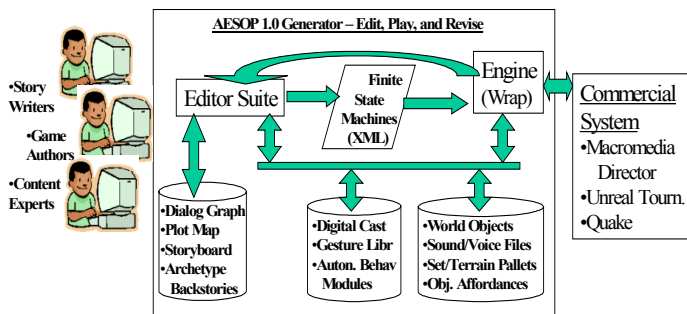 AESOP 1.0 Generator – Edit, Play, and Revise
•Story
Writers
•Game
Authors
•Content
Experts
Editor Suite
Finite
State
Machines
(XML)
Engine
(Wrap)
Commercial
System
•Macromedia
Director
•Unreal Tourn.
•Quake
•Dialog Graph
•Plot Map
•Storyboard
•Archetype
Backstories
•Digital Cast
•Gesture Libr
•Auton. Behav
Modules
•World Objects
•Sound/Voice Files
•Set/Terrain Pallets
•Obj. Affordances